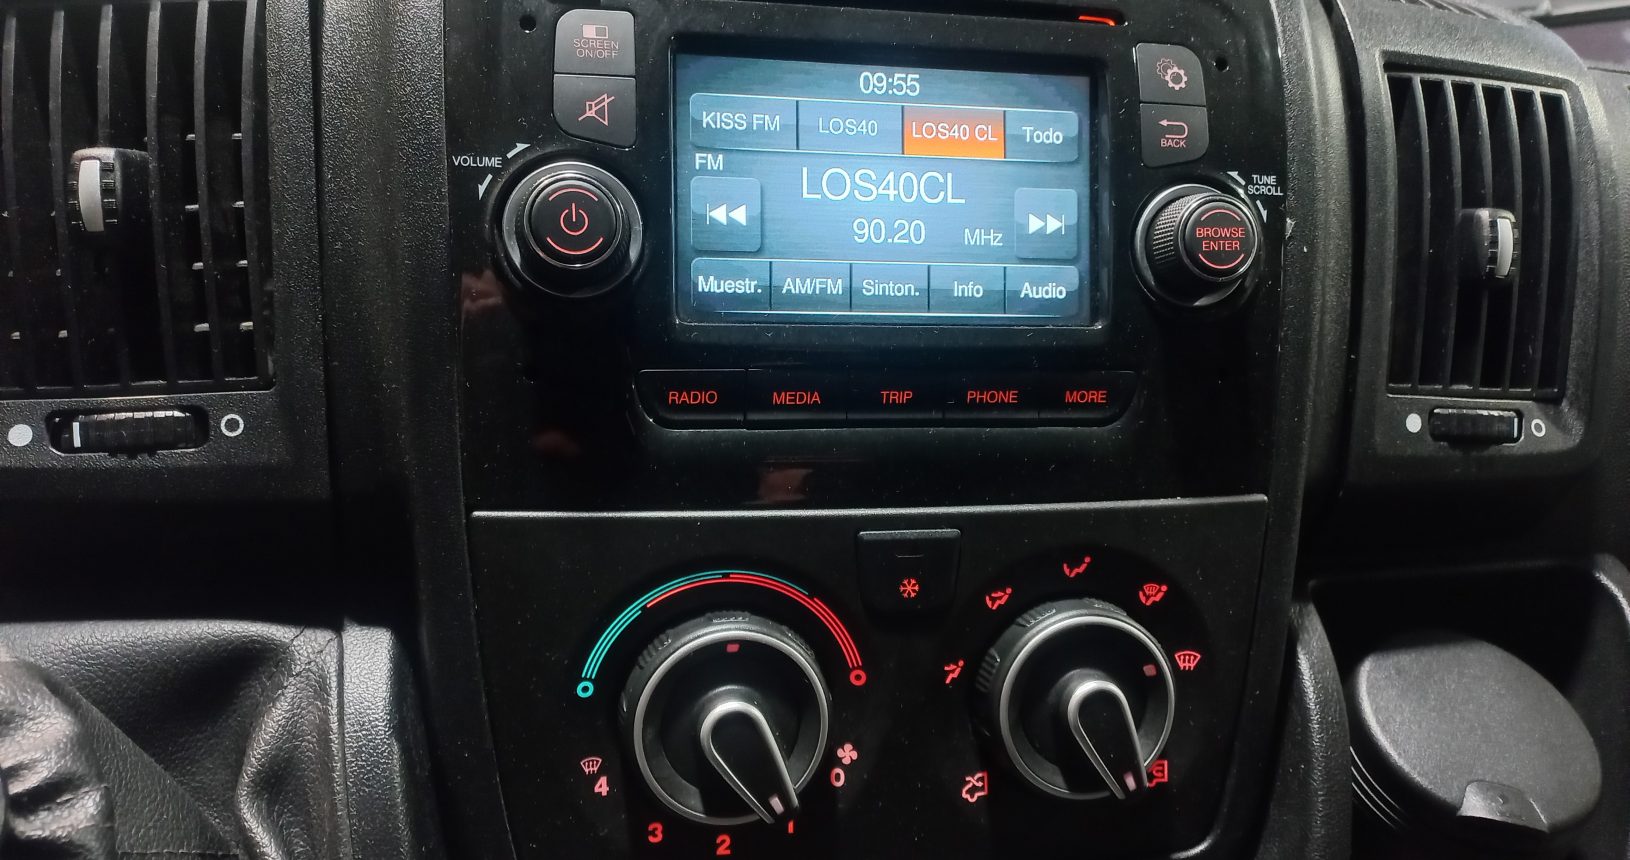 SCREEN
ON/OFF
09:55
KISS FM LOS40 LOS40 CL Todo
VOLUME
FM
LOS40CL
90.20 MHz
Muestr. AM/FM Sinton. Info Audio
BACK
TUNE
SCROLL
BROWSE
ENTER
RADIO MEDIA TRIP PHONE MORE
0
1
2
3
4